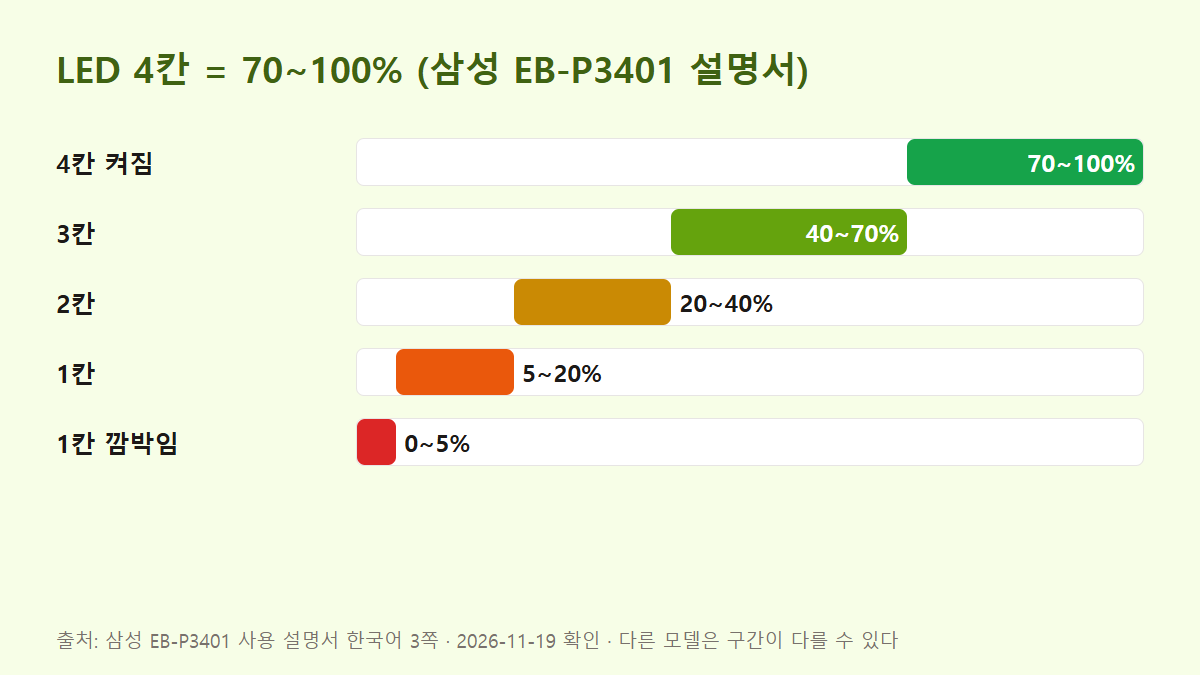 LED 4칸 = 70~100% (삼성 EB-P3401 설명서)
4칸 켜짐 70~100%
3칸 40~70%
2칸 20~40%
1칸 5~20%
1칸 깜박임 0~5%
출처: 삼성 EB-P3401 사용 설명서 한국어 3쪽 · 2026-11-19 확인 · 다른 모델은 구간이 다를 수 있다